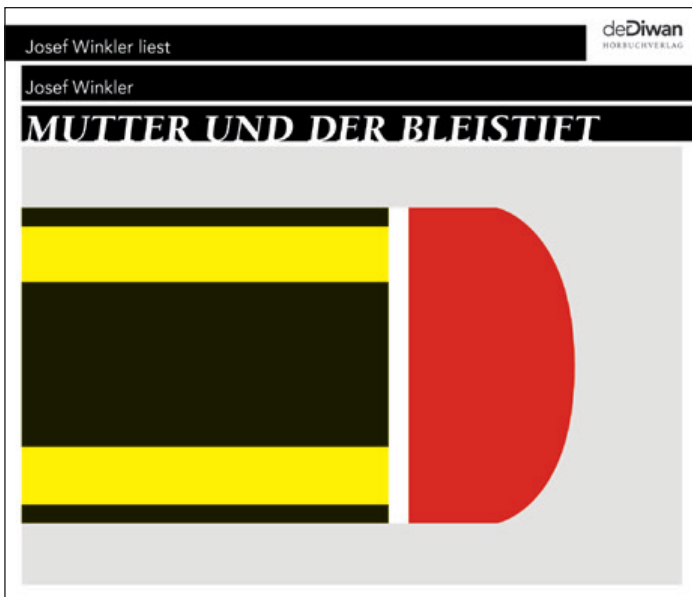 Josef Winkler liest
deDiwan
HÖRBUCHVERLAG
Josef Winkler
MUTTER UND DER BLEISTIFT